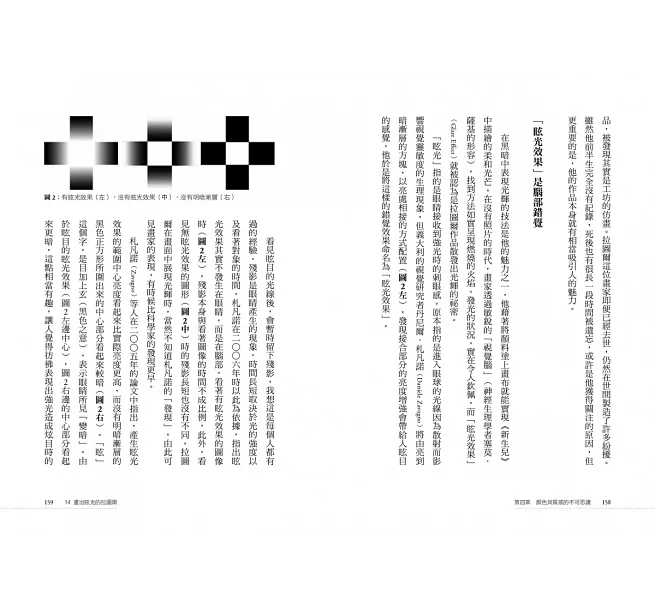 品，被發現其實是工坊的仿畫。拉圖爾這位畫家即便已經去世，仍然在世間製造了許多紛擾。
雖然他前半生完全沒有紀錄，死後也有很長一段時間被遺忘，或許是他獲得關注的原因，但
更重要的是，他的作品本身就有相當吸引人的魅力。
「眩光效果」是腦部錯覺
在黑暗中表現光輝的技法是他的魅力之一，他藉著將顏料塗上畫布就能實現《新生兒》
中描繪的柔和光芒。在沒有照片的時代，畫家透過敏銳的「視覺腦」（神經生理學者塞莫．
薩基的形容），找到方法如實呈現燃燒的火焰、發光的狀況，實在令人欽佩。而「眩光效果」
(Glare Effect) 就被認為是拉圖爾作品散發出光輝的祕密。
「眩光」指的是眼睛接收到強光時的刺眼感。原本指的是進入眼球的光線因為散射而影
響視覺靈敏度的生理現象，但義大利的視覺研究者丹尼爾．札凡諾 (Daniele Zavagno) 將由亮到
暗漸層的方塊，以亮處相接的方式配置（圖2左），發現接合部分的亮度增強會帶給人眩目
的感覺，他於是將這樣的錯覺效果命名為「眩光效果」。
第四章　顏色與質感的不可思議　158
圖2：有眩光效果（左），沒有眩光效果（中），沒有明暗漸層（右）
看見眩目的光線後，會暫時留下殘影，我想這是每個人都有
過的經驗。殘影是眼睛產生的現象，時間長短取決於光的強度以
及看著對象的時間。札凡諾在二〇〇六年時以此為依據，指出眩
光效果其實不發生在眼睛，而是在腦部。看著有眩光效果的圖像
時（圖2左），殘影本身與看著圖像的時間不成比例。此外，看
見無眩光效果的圖形（圖2中）時的殘影長短也沒有不同。拉圖
爾在畫面中展現光輝時，當然不知道札凡諾的「發現」，由此可
見畫家的表現，有時候比科學家的發現更早。
札凡諾 (Zavagno) 等人在二〇〇五年的論文中指出，產生眩光
效果的範圍中心亮度看起來比實際亮度更高，而沒有明暗漸層的
黑色正方形所圍出來的中心部分看起來較暗（圖2右）。「眩」
這個字，是目加上玄（黑色之意），表示眼睛所見「變暗」。由
於眩目的眩光效果（圖2左邊中心），圖2右邊的中心部分看起
來更暗，這點相當有趣，讓人覺得彷彿表現出強光造成眩目時的
159　14　畫出眩光的拉圖爾